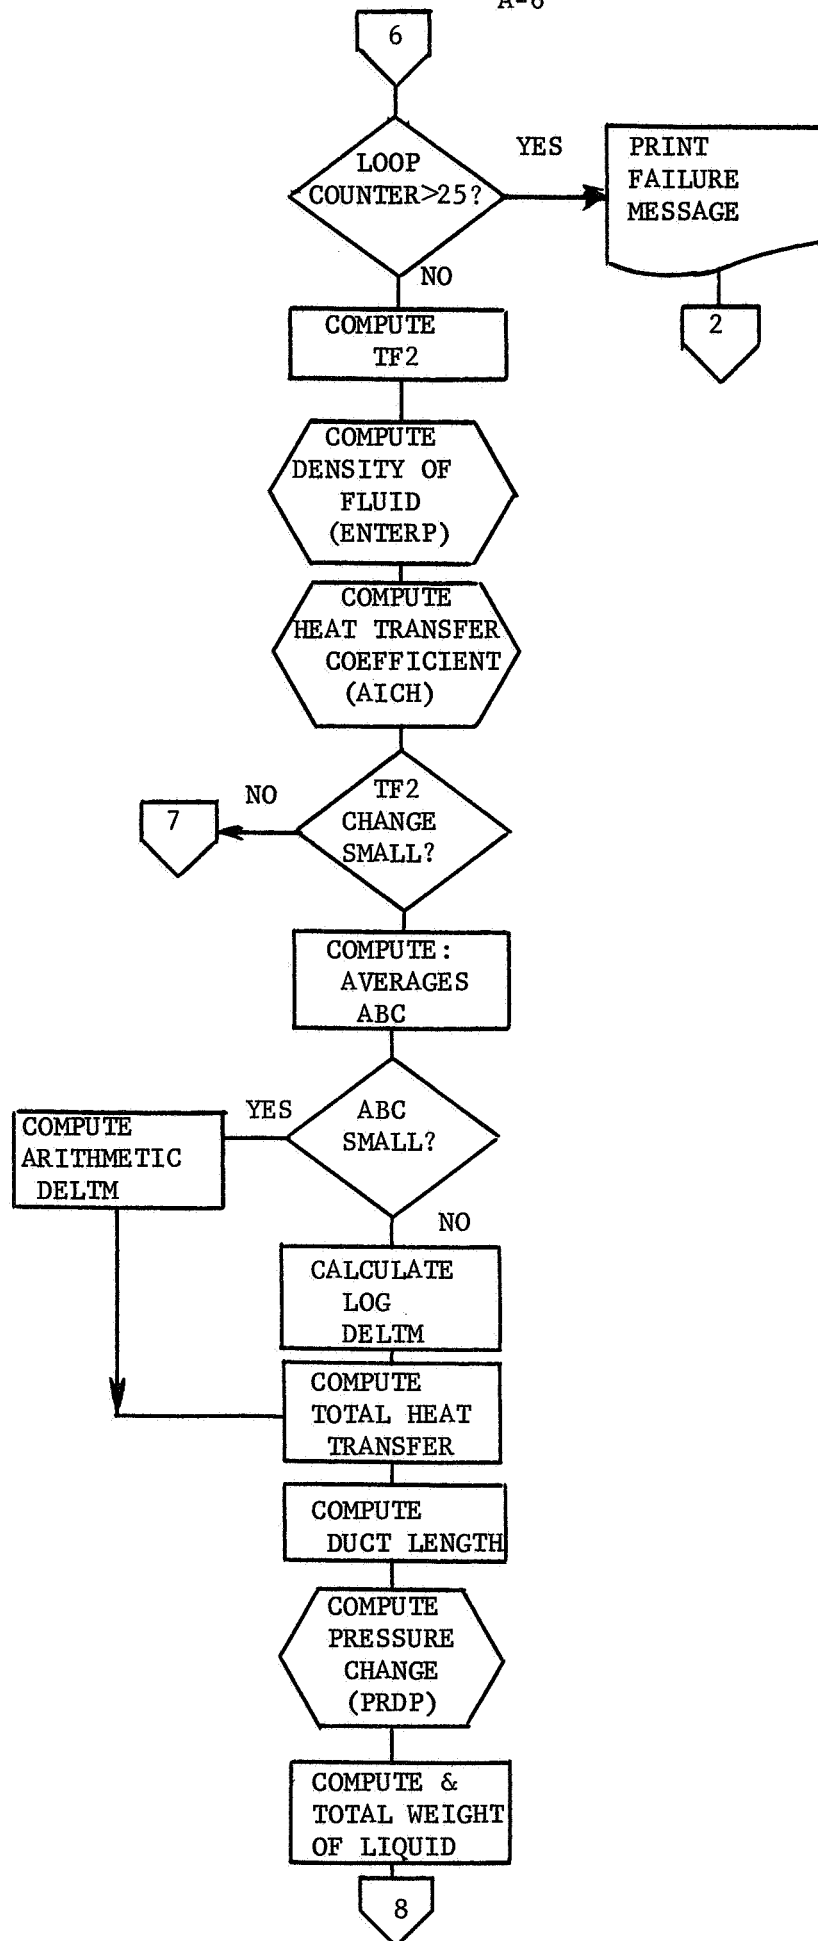 A-6
6
LOOP
COUNTER>25?
YES
PRINT
FAILURE
MESSAGE
NO
2
COMPUTE
TF2
COMPUTE
DENSITY OF
FLUID
(ENTERP)
COMPUTE
HEAT TRANSFER
COEFFICIENT
(AICH)
TF2
CHANGE
SMALL?
NO
7
COMPUTE:
AVERAGES
ABC
ABC
SMALL?
YES
COMPUTE
ARITHMETIC
DELTM
NO
CALCULATE
LOG
DELTM
COMPUTE
TOTAL HEAT
TRANSFER
COMPUTE
DUCT LENGTH
COMPUTE
PRESSURE
CHANGE
(PRDP)
COMPUTE &
TOTAL WEIGHT
OF LIQUID
8